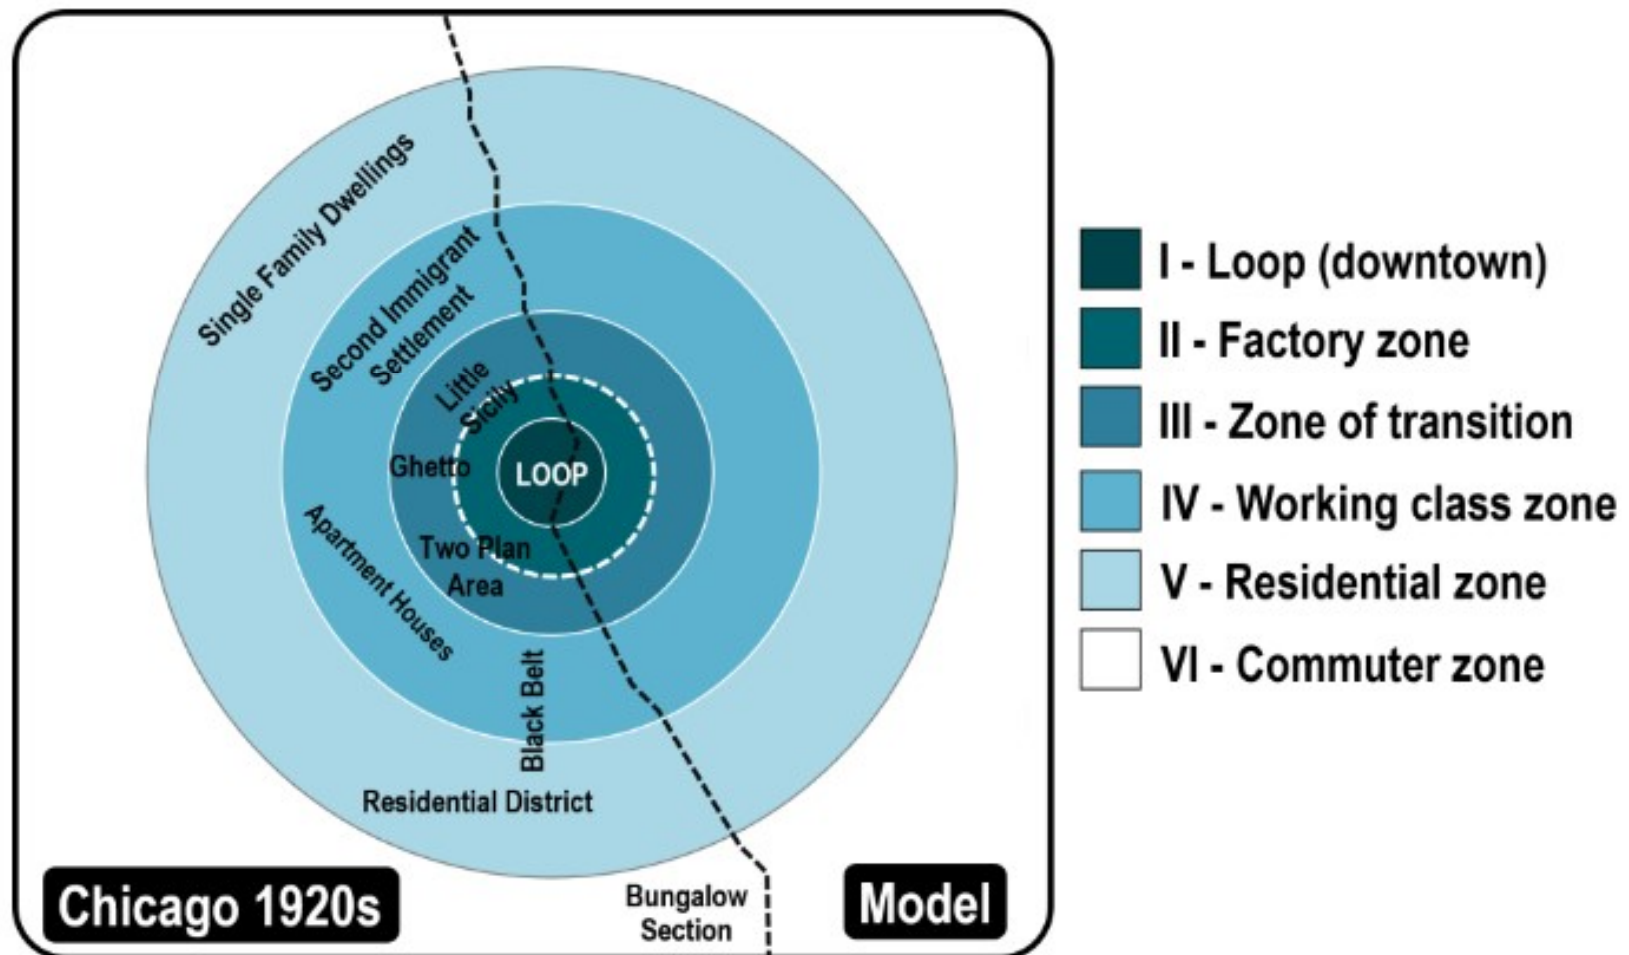 Single Family Dwellings
Second Immigrant
Settlement
Little
Sicily
Ghetto
LOOP
Two Plan
Area
Apartment Houses
Black Belt
Residential District
Bungalow
Section
Chicago 1920s
Model
I - Loop (downtown)
II - Factory zone
III - Zone of transition
IV - Working class zone
V - Residential zone
VI - Commuter zone